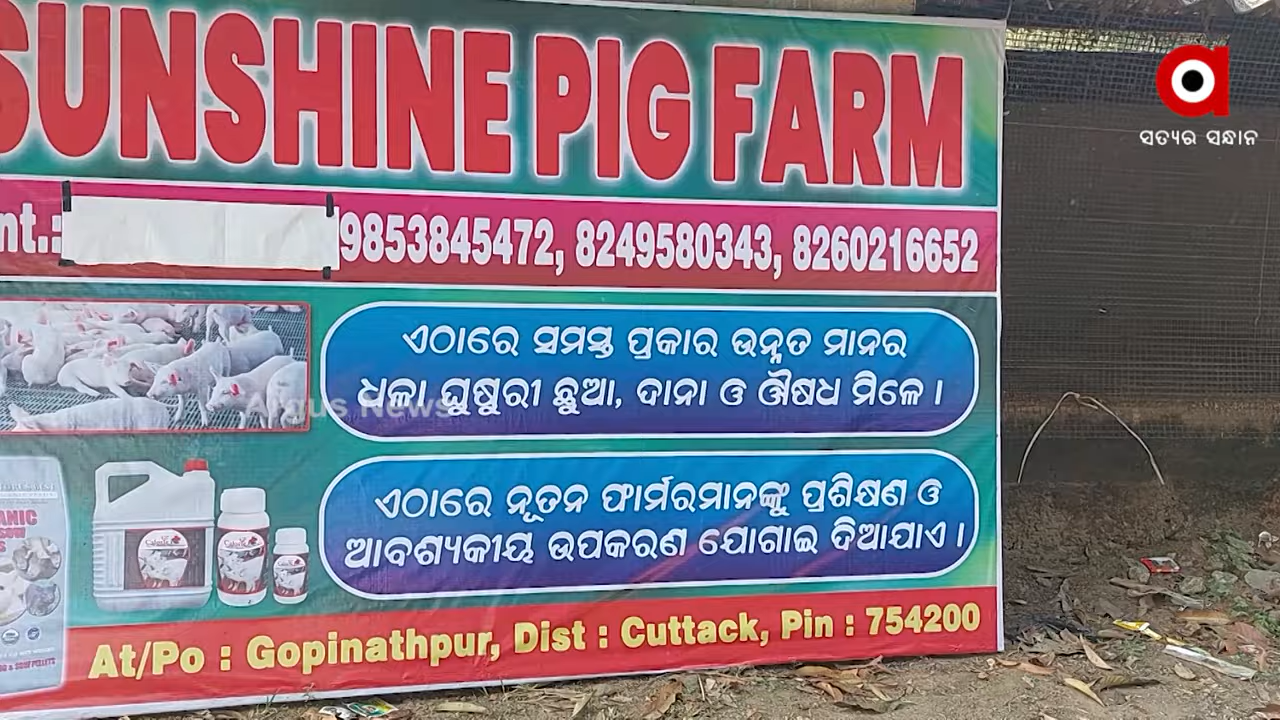 SUNSHINE PIG FARM
ସତ୍ୟର ସନ୍ଧାନ
nt.: 9853845472, 8249580343, 8260216652
ଏଠାରେ ସମସ୍ତ ପ୍ରକାର ଉନ୍ନତ ମାନର
ଧଳା ଘୁଷୁରୀ ଛୁଆ, ଦାନା ଓ ଔଷଧ ମିଳେ ।
Argus News
ଏଠାରେ ନୂତନ ଫାର୍ମରମାନଙ୍କୁ ପ୍ରଶିକ୍ଷଣ ଓ
ଆବଶ୍ୟକୀୟ ଉପକରଣ ଯୋଗାଇ ଦିଆଯାଏ ।
ANIC
SOW
At/Po : Gopinathpur, Dist : Cuttack, Pin : 754200